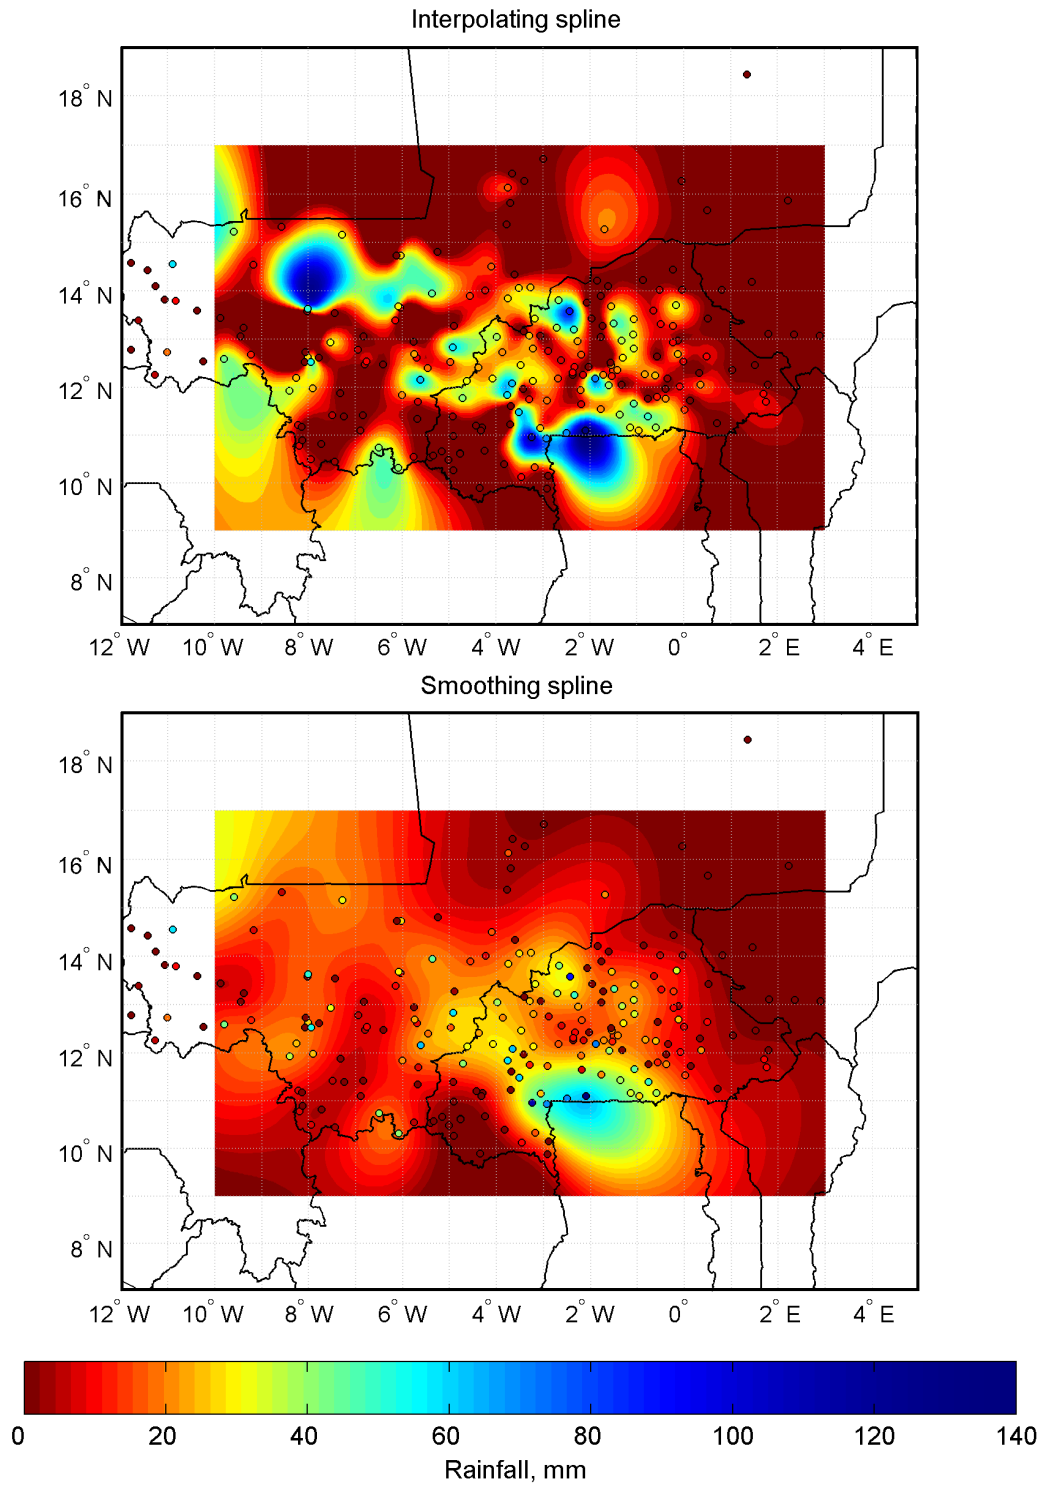 Interpolating spline
18° N
16° N
14° N
12° N
10° N
8° N
12° W 10° W 8° W 6° W 4° W 2° W 0° 2° E 4° E
Smoothing spline
18° N
16° N
14° N
12° N
10° N
8° N
12° W 10° W 8° W 6° W 4° W 2° W 0° 2° E 4° E
0 20 40 60 80 100 120 140
Rainfall, mm